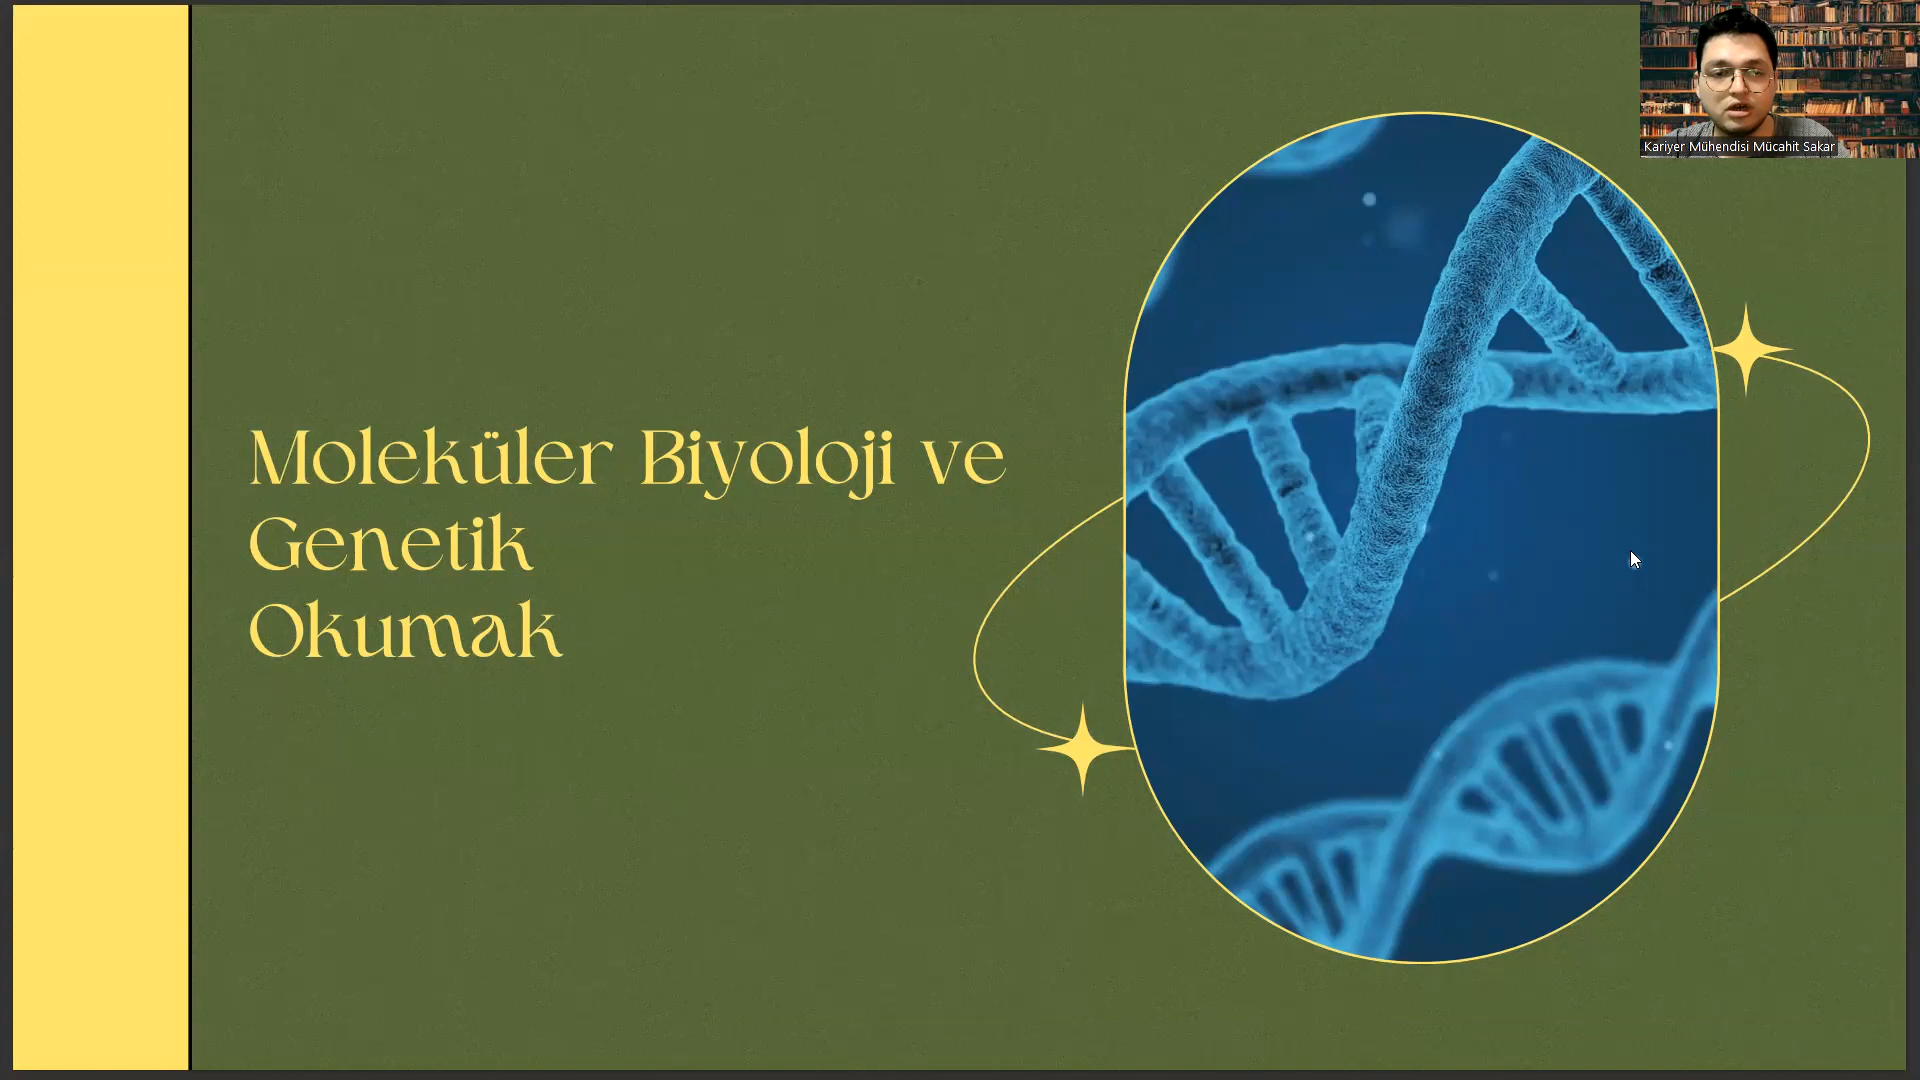 Kariyer Mühendisi Mücahit Sakar
Moleküler Biyoloji ve
Genetik
Okumak